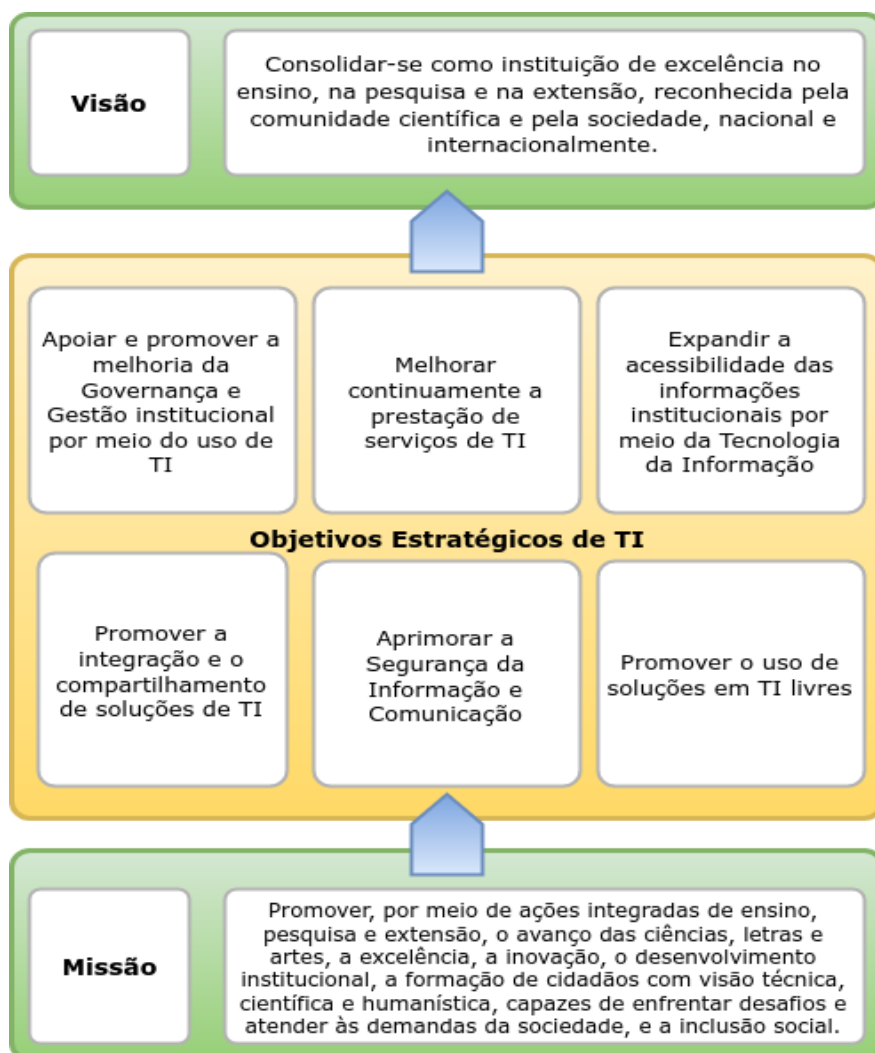 Visão
Consolidar-se como instituição de excelência no
ensino, na pesquisa e na extensão, reconhecida pela
comunidade científica e pela sociedade, nacional e
internacionalmente.
Apoiar e promover a
melhoria da
Governança e
Gestão institucional
por meio do uso de
TI
Melhorar
continuamente a
prestação de
serviços de TI
Expandir a
acessibilidade das
informações
institucionais por
meio da Tecnologia
da Informação
Objetivos Estratégicos de TI
Promover a
integração e o
compartilhamento
de soluções de TI
Aprimorar a
Segurança da
Informação e
Comunicação
Promover o uso de
soluções em TI livres
Missão
Promover, por meio de ações integradas de ensino,
pesquisa e extensão, o avanço das ciências, letras e
artes, a excelência, a inovação, o desenvolvimento
institucional, a formação de cidadãos com visão técnica,
científica e humanística, capazes de enfrentar desafios e
atender às demandas da sociedade, e a inclusão social.